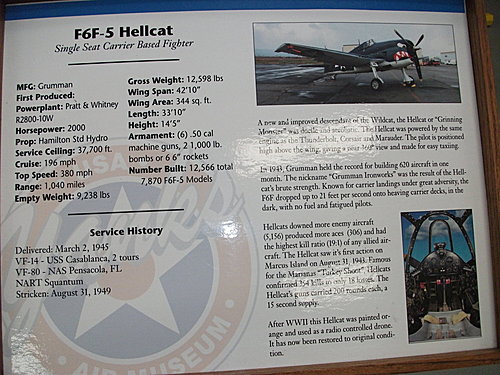 F6F-5 Hellcat
Single Seat Carrier Based Fighter
MFG: Grumman
First Produced:
Powerplant: Pratt & Whitney
R2800-10W
Horsepower: 2000
Prop: Hamilton Std Hydro
Service Ceiling: 37,700 ft.
Cruise: 196 mph
Top Speed: 380 mph
Range: 1,040 miles
Empty Weight: 9,238 lbs
Gross Weight: 12,598 lbs
Wing Span: 42'10"
Wing Area: 344 sq. ft.
Length: 33'10"
Height: 14'5"
Armament: (6) .50 cal
machine guns, 2 1,000 lb.
bombs or 6 6" rockets
Number Built: 12,566 total
7,870 F6F-5 Models
Service History
Delivered: March 2, 1945
VF-14 - USS Casablanca, 2 tours
VF-80 - NAS Pensacola, FL
NART Squantum
Stricken: August 31, 1949
A new and improved descendant of the Wildcat, the Hellcat or "Grinning
Monster" was docile and acrobatic. The Hellcat was powered by the same
engine as the Thunderbolt, Corsair and Marauder. The pilot is positioned
high above the wing, giving a near 360° view and made for easy taxiing.
In 1943, Grumman held the record for building 620 aircraft in one
month. The nickname "Grumman Ironworks" was the result of the Hell-
cat's brute strength. Known for carrier landings under great adversity, the
F6F dropped up to 21 feet per second onto heaving carrier decks, in the
dark, with no fuel and fatigued pilots.
Hellcats downed more enemy aircraft
(5,156) produced more aces (306) and had
the highest kill ratio (19:1) of any allied air-
craft. The Hellcat saw it's first action on
Marcus Island on August 31, 1943. Famous
for the Marianas "Turkey Shoot" Hellcats
confirmed 354 kills to only 18 losses. The
Hellcat's guns carried 200 rounds each, a
15 second supply.
After WWII this Hellcat was painted or-
ange and used as a radio controlled drone.
It has now been restored to original condi-
tion.
AIR MUSEUM